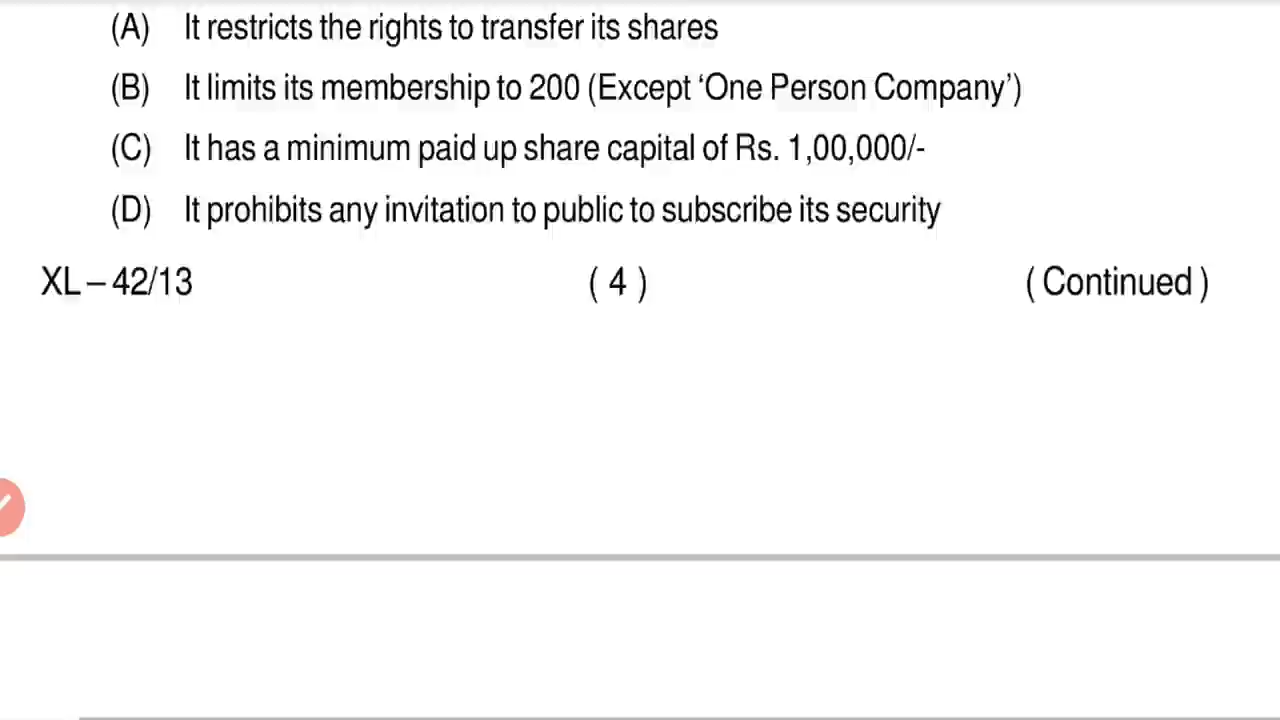 (A) It restricts the rights to transfer its shares
(B) It limits its membership to 200 (Except ‘One Person Company’)
(C) It has a minimum paid up share capital of Rs. 1,00,000/-
(D) It prohibits any invitation to public to subscribe its security
XL – 42/13 ( 4 ) ( Continued )